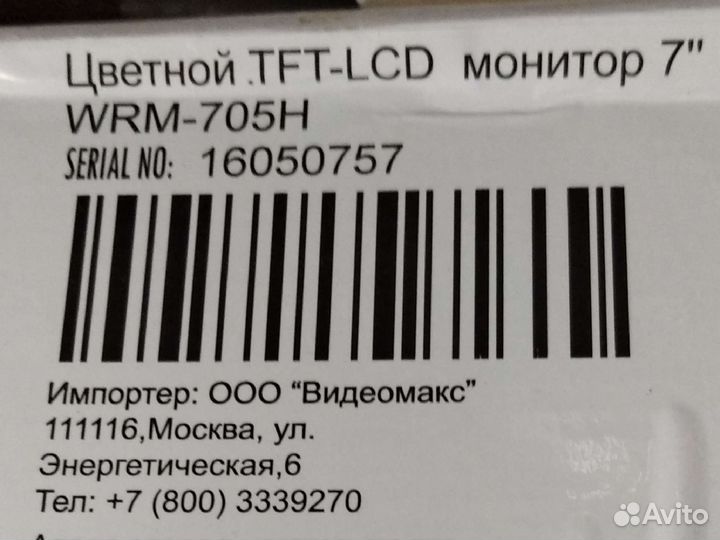 Цветной TFT-LCD монитор 7"
WRM-705H
SERIAL NO: 16050757
Импортер: ООО “Видеомакс”
111116,Москва, ул.
Энергетическая,6
Тел: +7 (800) 3339270
Avito